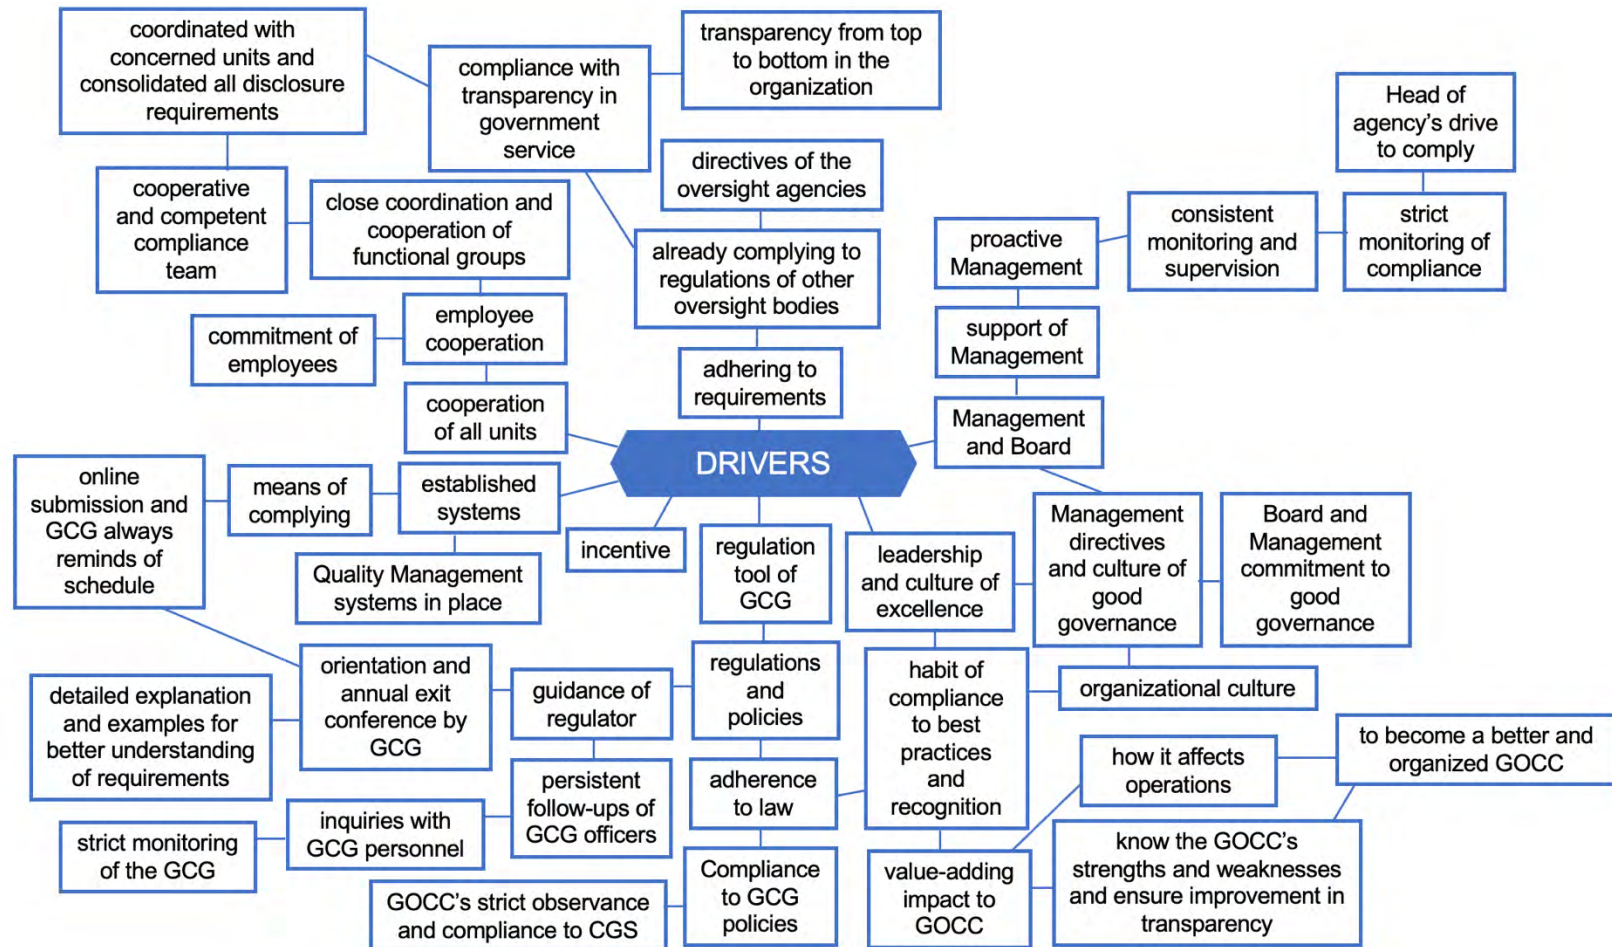 coordinated with
concerned units and
consolidated all disclosure
requirements
compliance with
transparency in
government
service
transparency from top
to bottom in the
organization
Head of
agency’s drive
to comply
cooperative
and competent
compliance
team
close coordination and
cooperation of
functional groups
directives of the
oversight agencies
already complying to
regulations of other
oversight bodies
proactive
Management
consistent
monitoring and
supervision
strict
monitoring of
compliance
commitment of
employees
employee
cooperation
support of
Management
adhering to
requirements
cooperation
of all units
Management
and Board
DRIVERS
online
submission and
GCG always
reminds of
schedule
means of
complying
established
systems
Quality Management
systems in place
incentive
regulation
tool of
GCG
leadership
and culture of
excellence
Management
directives
and culture of
good
governance
Board and
Management
commitment to
good
governance
detailed explanation
and examples for
better understanding
of requirements
orientation and
annual exit
conference by
GCG
guidance of
regulator
regulations
and
policies
habit of
compliance
to best
practices
and
recognition
organizational culture
strict monitoring
of the GCG
inquiries with
GCG personnel
persistent
follow-ups of
GCG officers
adherence
to law
how it affects
operations
to become a better and
organized GOCC
GOCC’s strict observance
and compliance to CGS
Compliance
to GCG
policies
value-adding
impact to
GOCC
know the GOCC’s
strengths and weaknesses
and ensure improvement in
transparency